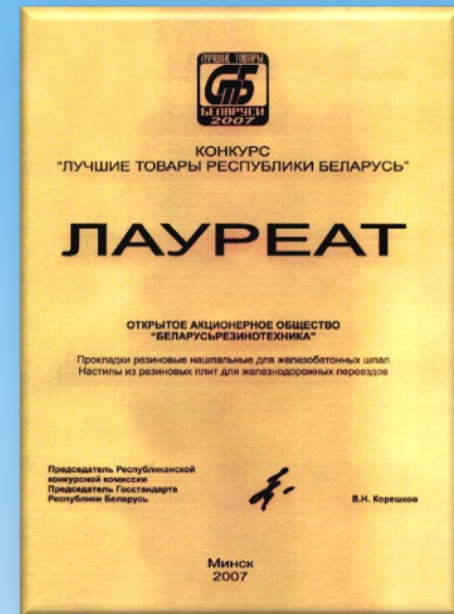 ЛУЧШИЕ ТОВАРЫ
СТБ
БЕЛАРУСИ
2007
КОНКУРС
"ЛУЧШИЕ ТОВАРЫ РЕСПУБЛИКИ БЕЛАРУСЬ"
ЛАУРЕАТ
ОТКРЫТОЕ АКЦИОНЕРНОЕ ОБЩЕСТВО
"БЕЛАРУСЬРЕЗИНОТЕХНИКА"
Прокладки резиновые нашпальные для железобетонных шпал
Настилы из резиновых плит для железнодорожных переездов
Председатель Республиканской
конкурсной комиссии
Председатель Госстандарта
Республики Беларусь
В.Н. Корешков
Минск
2007